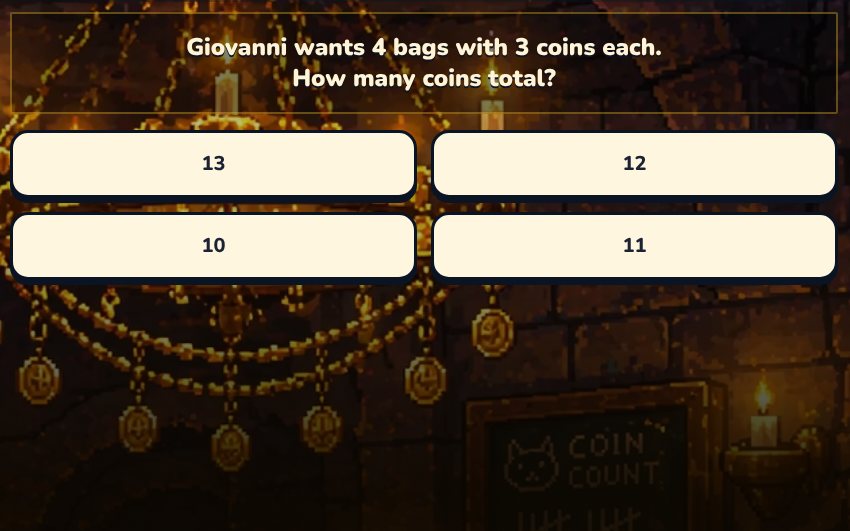 Giovanni wants 4 bags with 3 coins each.
How many coins total?
13
12
10
11
COIN
COUNT